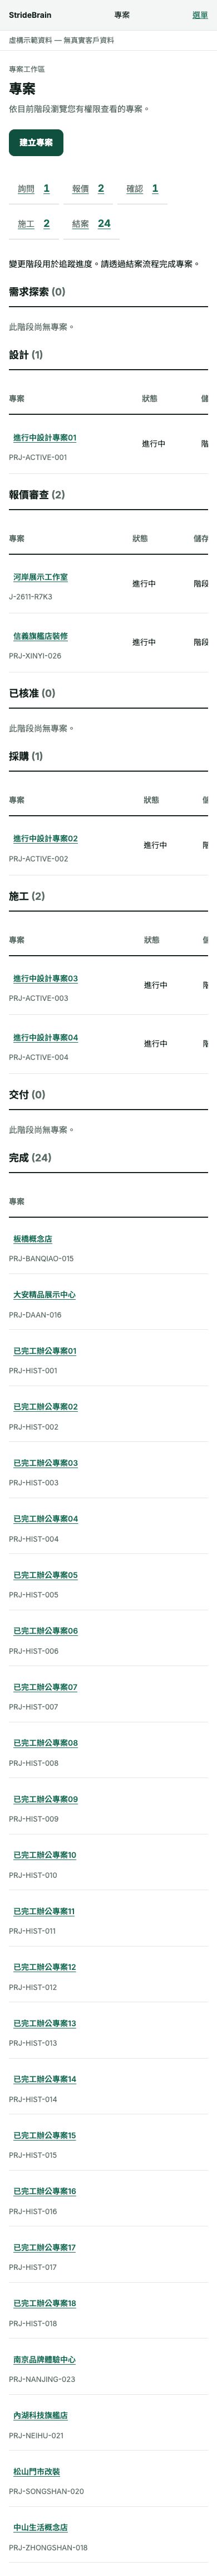 StrideBrain 專案 選單
虛構示範資料 — 無真實客戶資料
專案工作區
專案
依目前階段瀏覽您有權限查看的專案。
建立專案
詢問 1 報價 2 確認 1
施工 2 結案 24
變更階段用於追蹤進度。請透過結案流程完成專案。
需求探索 (0)
此階段尚無專案。
設計 (1)
專案 狀態 儲
進行中設計專案01
PRJ-ACTIVE-001
進行中 階
報價審查 (2)
專案 狀態 儲存
河岸展示工作室
J-2611-R7K3
進行中 階段
信義旗艦店裝修
PRJ-XINYI-026
進行中 階段
已核准 (0)
此階段尚無專案。
採購 (1)
專案 狀態 儲
進行中設計專案02
PRJ-ACTIVE-002
進行中 階
施工 (2)
專案 狀態 儲
進行中設計專案03
PRJ-ACTIVE-003
進行中 階
進行中設計專案04
PRJ-ACTIVE-004
進行中 階
交付 (0)
此階段尚無專案。
完成 (24)
專案
板橋概念店
PRJ-BANQIAO-015
大安精品展示中心
PRJ-DAAN-016
已完工辦公專案01
PRJ-HIST-001
已完工辦公專案02
PRJ-HIST-002
已完工辦公專案03
PRJ-HIST-003
已完工辦公專案04
PRJ-HIST-004
已完工辦公專案05
PRJ-HIST-005
已完工辦公專案06
PRJ-HIST-006
已完工辦公專案07
PRJ-HIST-007
已完工辦公專案08
PRJ-HIST-008
已完工辦公專案09
PRJ-HIST-009
已完工辦公專案10
PRJ-HIST-010
已完工辦公專案11
PRJ-HIST-011
已完工辦公專案12
PRJ-HIST-012
已完工辦公專案13
PRJ-HIST-013
已完工辦公專案14
PRJ-HIST-014
已完工辦公專案15
PRJ-HIST-015
已完工辦公專案16
PRJ-HIST-016
已完工辦公專案17
PRJ-HIST-017
已完工辦公專案18
PRJ-HIST-018
南京品牌體驗中心
PRJ-NANJING-023
內湖科技旗艦店
PRJ-NEIHU-021
松山門市改裝
PRJ-SONGSHAN-020
中山生活概念店
PRJ-ZHONGSHAN-018